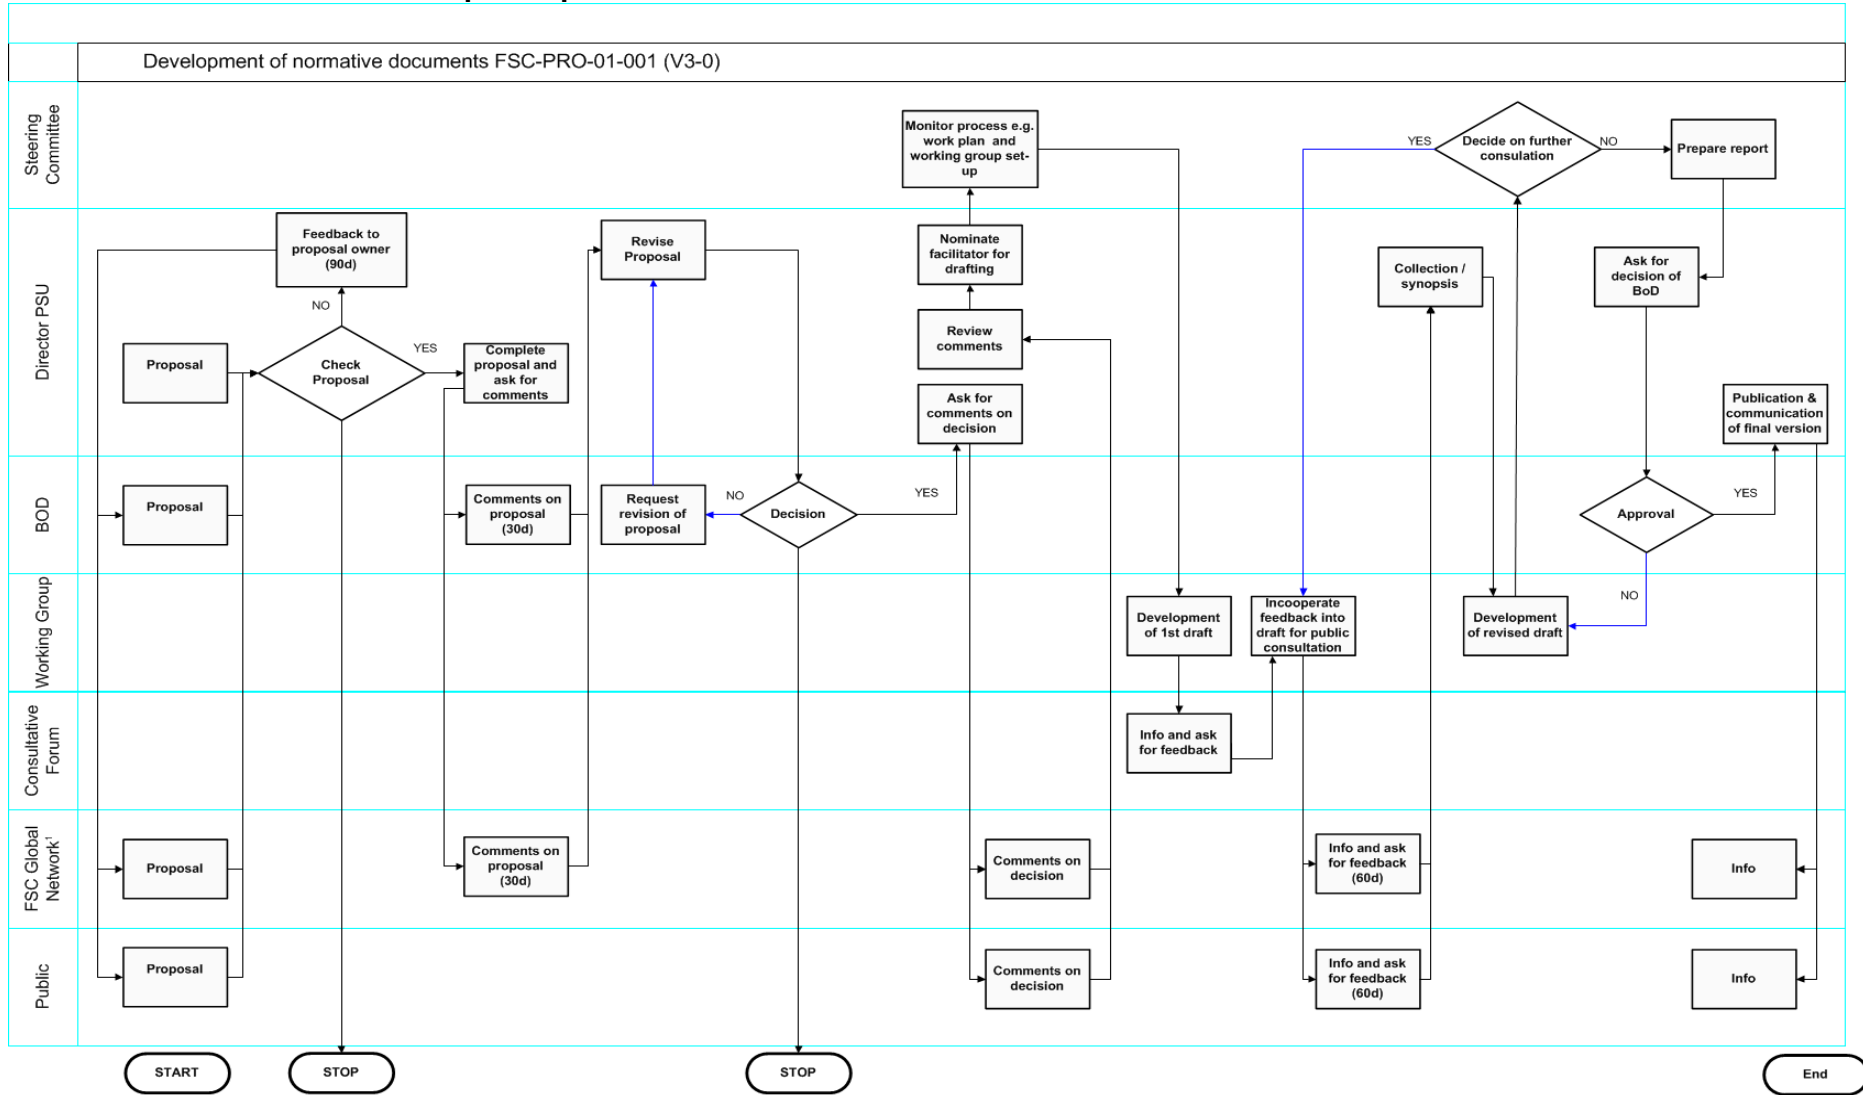 Development of normative documents FSC-PRO-01-001 (V3-0)
Steering
Committee
Monitor process e.g.
work plan and
working group set-
up
YES
Decide on further
consulation
NO
Prepare report
Director PSU
Feedback to
proposal owner
(90d)
NO
Proposal
Check
Proposal
YES
Complete
proposal and
ask for
comments
Revise
Proposal
Nominate
facilitator for
drafting
Review
comments
Ask for
comments on
decision
Collection /
synopsis
Ask for
decision of
BoD
Publication &
communication
of final version
BOD
Proposal
Comments on
proposal
(30d)
Request
revision of
proposal
NO
Decision
YES
Approval
YES
NO
Working Group
Development
of 1st draft
Incooperate
feedback into
draft for public
consultation
Development
of revised draft
Consultative
Forum
Info and ask
for feedback
FSC Global
Network¹
Proposal
Comments on
proposal
(30d)
Comments on
decision
Info and ask
for feedback
(60d)
Info
Public
Proposal
Comments on
decision
Info and ask
for feedback
(60d)
Info
START
STOP
STOP
End